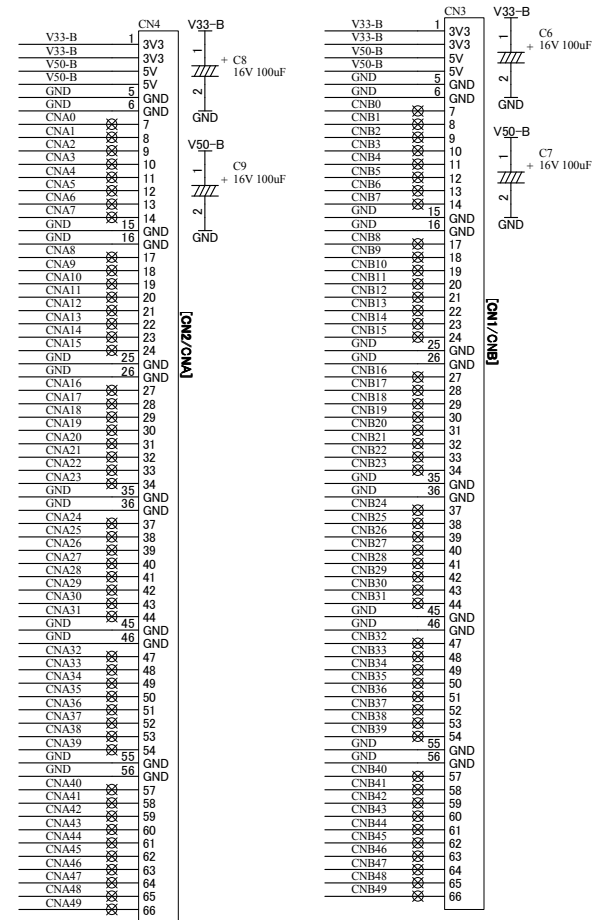 CN4
V33-B 1 3V3
V33-B 3V3
V50-B 5V
V50-B 5V
GND 5 GND
GND 6 GND
CNA0 7
CNA1 8
CNA2 9
CNA3 10
CNA4 11
CNA5 12
CNA6 13
CNA7 14
GND 15 GND
GND 16 GND
CNA8 17
CNA9 18
CNA10 19
CNA11 20
CNA12 21
CNA13 22
CNA14 23
CNA15 24
GND 25 GND
GND 26 GND
CNA16 27
CNA17 28
CNA18 29
CNA19 30
CNA20 31
CNA21 32
CNA22 33
CNA23 34
GND 35 GND
GND 36 GND
CNA24 37
CNA25 38
CNA26 39
CNA27 40
CNA28 41
CNA29 42
CNA30 43
CNA31 44
GND 45 GND
GND 46 GND
CNA32 47
CNA33 48
CNA34 49
CNA35 50
CNA36 51
CNA37 52
CNA38 53
CNA39 54
GND 55 GND
GND 56 GND
CNA40 57
CNA41 58
CNA42 59
CNA43 60
CNA44 61
CNA45 62
CNA46 63
CNA47 64
CNA48 65
CNA49 66
[CN2/CNA]
V33-B
1
+ C8
16V 100uF
2
GND
V50-B
1
C9
+ 16V 100uF
2
GND
CN3
V33-B 1 3V3
V33-B 3V3
V50-B 5V
V50-B 5V
GND 5 GND
GND 6 GND
CNB0 7
CNB1 8
CNB2 9
CNB3 10
CNB4 11
CNB5 12
CNB6 13
CNB7 14
GND 15 GND
GND 16 GND
CNB8 17
CNB9 18
CNB10 19
CNB11 20
CNB12 21
CNB13 22
CNB14 23
CNB15 24
GND 25 GND
GND 26 GND
CNB16 27
CNB17 28
CNB18 29
CNB19 30
CNB20 31
CNB21 32
CNB22 33
CNB23 34
GND 35 GND
GND 36 GND
CNB24 37
CNB25 38
CNB26 39
CNB27 40
CNB28 41
CNB29 42
CNB30 43
CNB31 44
GND 45 GND
GND 46 GND
CNB32 47
CNB33 48
CNB34 49
CNB35 50
CNB36 51
CNB37 52
CNB38 53
CNB39 54
GND 55 GND
GND 56 GND
CNB40 57
CNB41 58
CNB42 59
CNB43 60
CNB44 61
CNB45 62
CNB46 63
CNB47 64
CNB48 65
CNB49 66
[CN1/CNB]
V33-B
1
C6
+ 16V 100uF
2
GND
V50-B
1
C7
+ 16V 100uF
2
GND